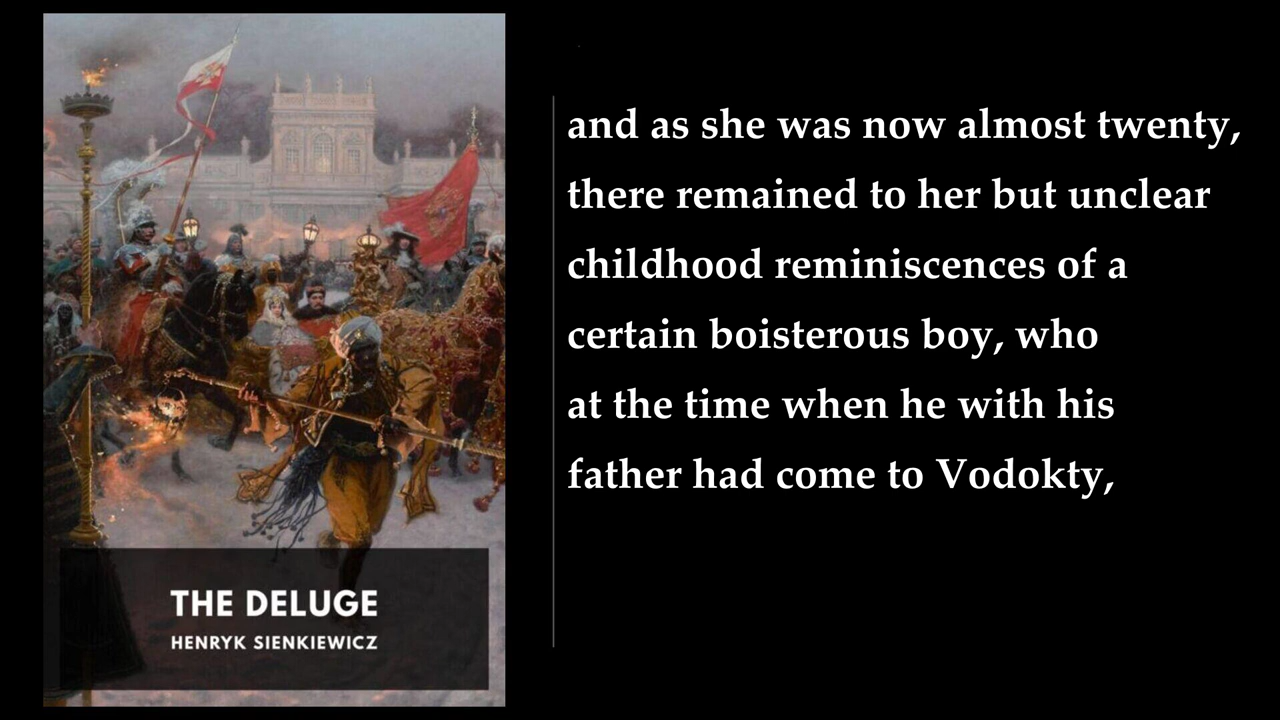 THE DELUGE
HENRYK SIENKIEWICZ
and as she was now almost twenty,
there remained to her but unclear
childhood reminiscences of a
certain boisterous boy, who
at the time when he with his
father had come to Vodokty,